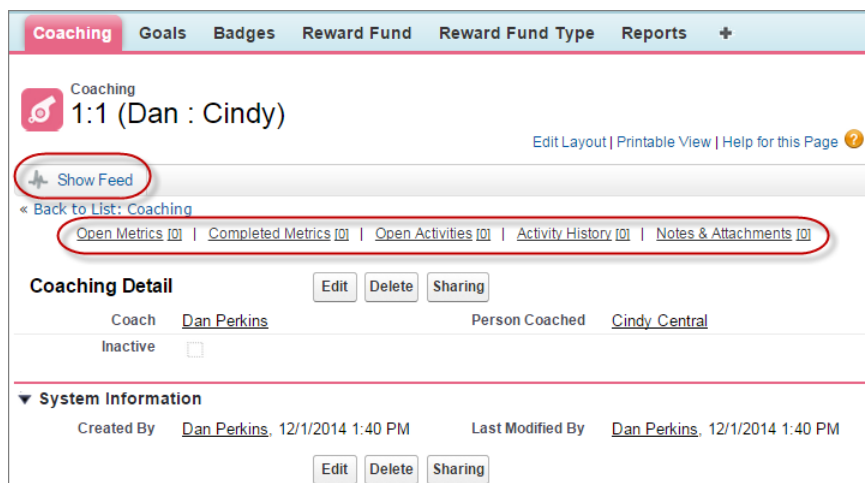 Coaching Goals Badges Reward Fund Reward Fund Type Reports +
Coaching
1:1 (Dan : Cindy)
Edit Layout | Printable View | Help for this Page ?
Show Feed
« Back to List: Coaching
Open Metrics [0] | Completed Metrics [0] | Open Activities [0] | Activity History [0] | Notes & Attachments [0]
Coaching Detail Edit Delete Sharing
Coach Dan Perkins Person Coached Cindy Central
Inactive
System Information
Created By Dan Perkins, 12/1/2014 1:40 PM Last Modified By Dan Perkins, 12/1/2014 1:40 PM
Edit Delete Sharing